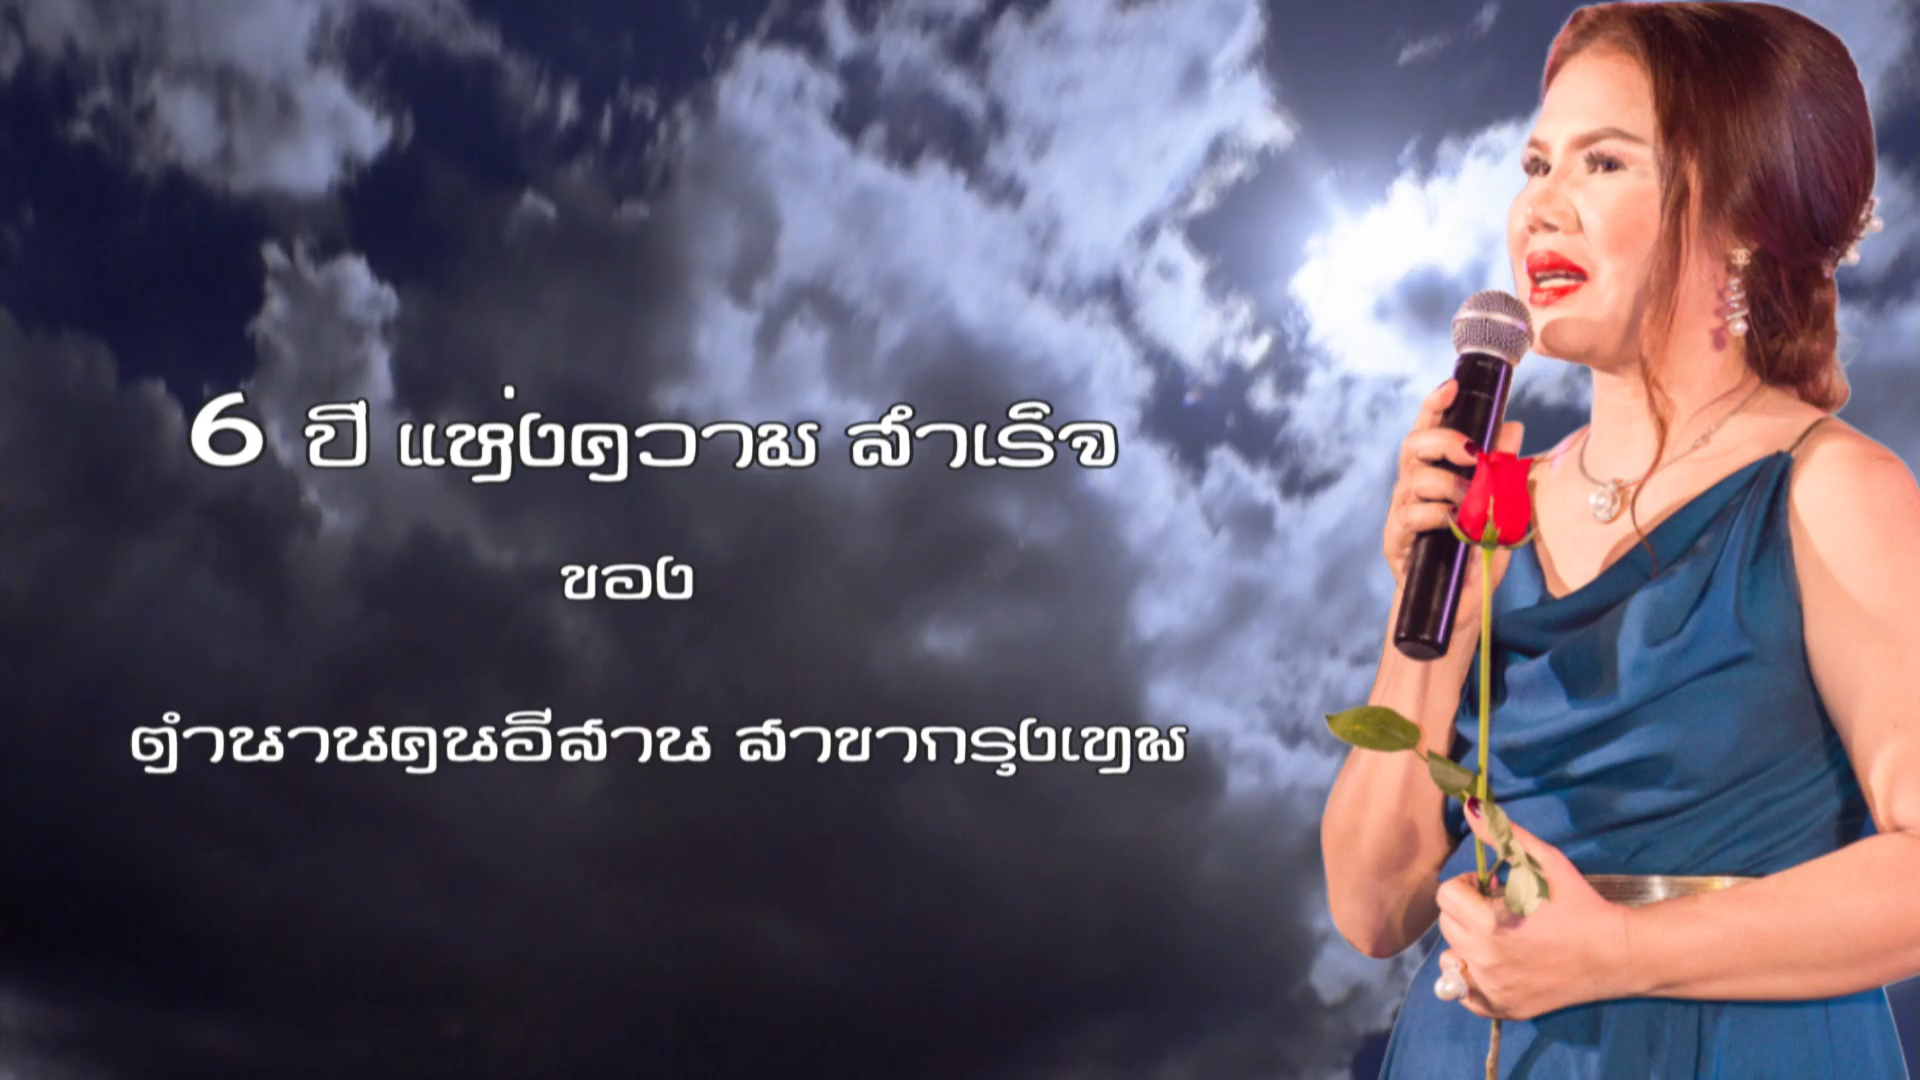 6 ปี แห่งความ สำเร็จ
ของ
ตำนานคนอีสาน สาขากรุงเทพ